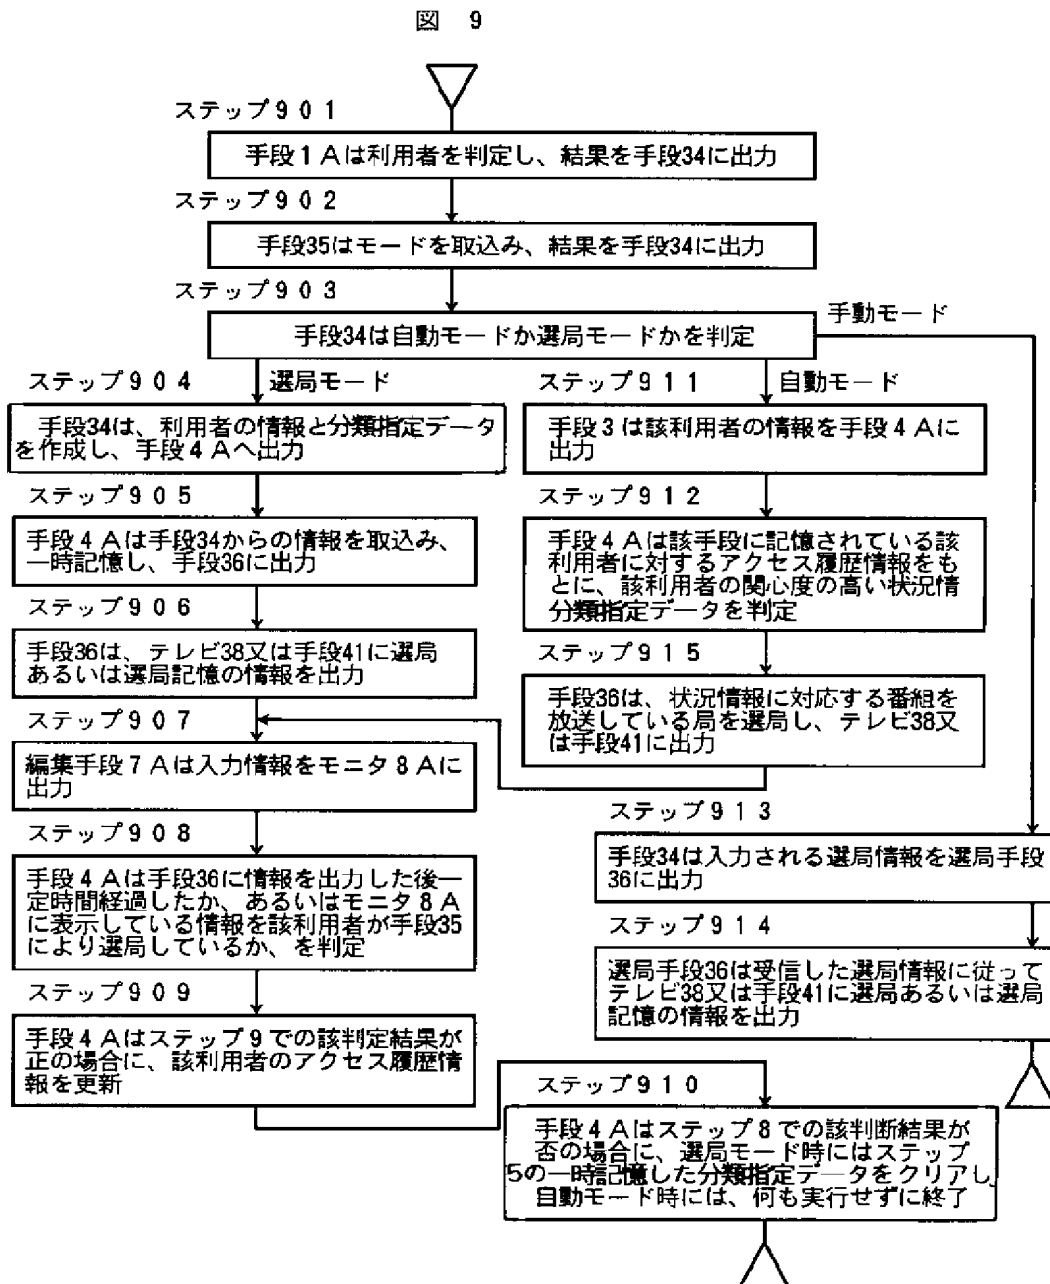 図 9
ステップ901
手段1Aは利用者を判定し、結果を手段34に出力
ステップ902
手段35はモードを取込み、結果を手段34に出力
ステップ903
手段34は自動モードか選局モードかを判定
手動モード
ステップ904
選局モード
手段34は、利用者の情報と分類指定データ
を作成し、手段4Aへ出力
ステップ905
手段4Aは手段34からの情報を取込み、
一時記憶し、手段36に出力
ステップ906
手段36は、テレビ38又は手段41に選局
あるいは選局記憶の情報を出力
ステップ907
編集手段7Aは入力情報をモニタ8Aに
出力
ステップ908
手段4Aは手段36に情報を出力した後一
定時間経過したか、あるいはモニタ8A
に表示している情報を該利用者が手段35
により選局しているか、を判定
ステップ909
手段4Aはステップ9での該判定結果が
正の場合に、該利用者のアクセス履歴情
報を更新
ステップ911
自動モード
手段3は該利用者の情報を手段4Aに
出力
ステップ912
手段4Aは該手段に記憶されている該
利用者に対するアクセス履歴情報をも
とに、該利用者の関心度の高い状況情
分類指定データを判定
ステップ915
手段36は、状況情報に対応する番組を
放送している局を選局し、テレビ38又
は手段41に出力
ステップ913
手段34は入力される選局情報を選局手段
36に出力
ステップ914
選局手段36は受信した選局情報に従って
テレビ38又は手段41に選局あるいは選局
記憶の情報を出力
ステップ910
手段4Aはステップ8での該判断結果が
否の場合に、選局モード時にはステップ
5の一時記憶した分類指定データをクリアし
自動モード時には、何も実行せずに終了